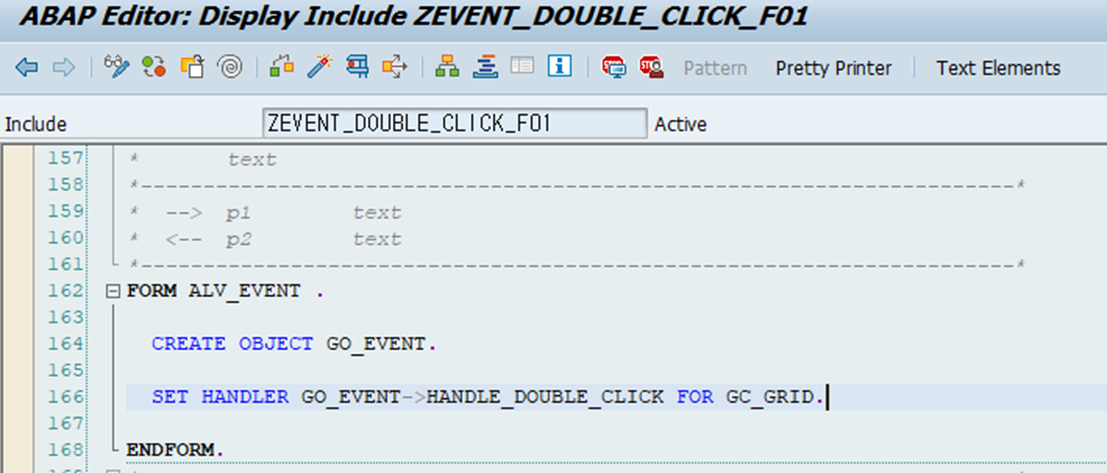 ABAP Editor: Display Include ZEVENT_DOUBLE_CLICK_F01
Pattern Pretty Printer Text Elements
Include ZEVENT_DOUBLE_CLICK_F01 Active
157 * text
158 *----------------------------------------------------------------------*
159 * --> p1 text
160 * <-- p2 text
161 *----------------------------------------------------------------------*
162 FORM ALV_EVENT .
163
164 CREATE OBJECT GO_EVENT.
165
166 SET HANDLER GO_EVENT->HANDLE_DOUBLE_CLICK FOR GC_GRID.
167
168 ENDFORM.